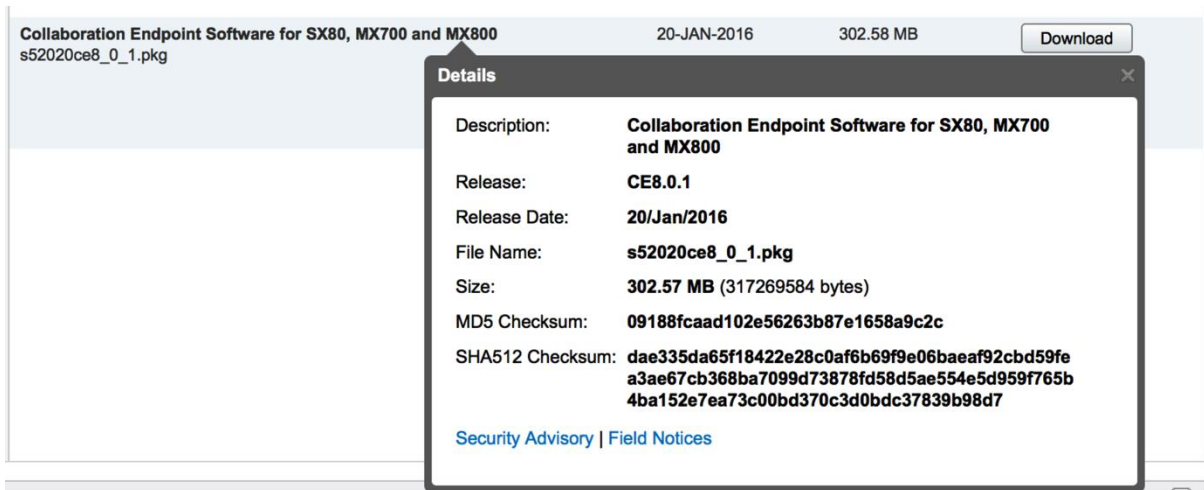 Collaboration Endpoint Software for SX80, MX700 and MX800 20-JAN-2016 302.58 MB Download
s52020ce8_0_1.pkg
Details
Description: Collaboration Endpoint Software for SX80, MX700
and MX800
Release: CE8.0.1
Release Date: 20/Jan/2016
File Name: s52020ce8_0_1.pkg
Size: 302.57 MB (317269584 bytes)
MD5 Checksum: 09188fcaad102e56263b87e1658a9c2c
SHA512 Checksum: dae335da65f18422e28c0af6b69f9e06baeaf92cbd59fe
a3ae67cb368ba7099d73878fd58d5ae554e5d959f765b
4ba152e7ea73c00bd370c3d0bdc37839b98d7
Security Advisory | Field Notices